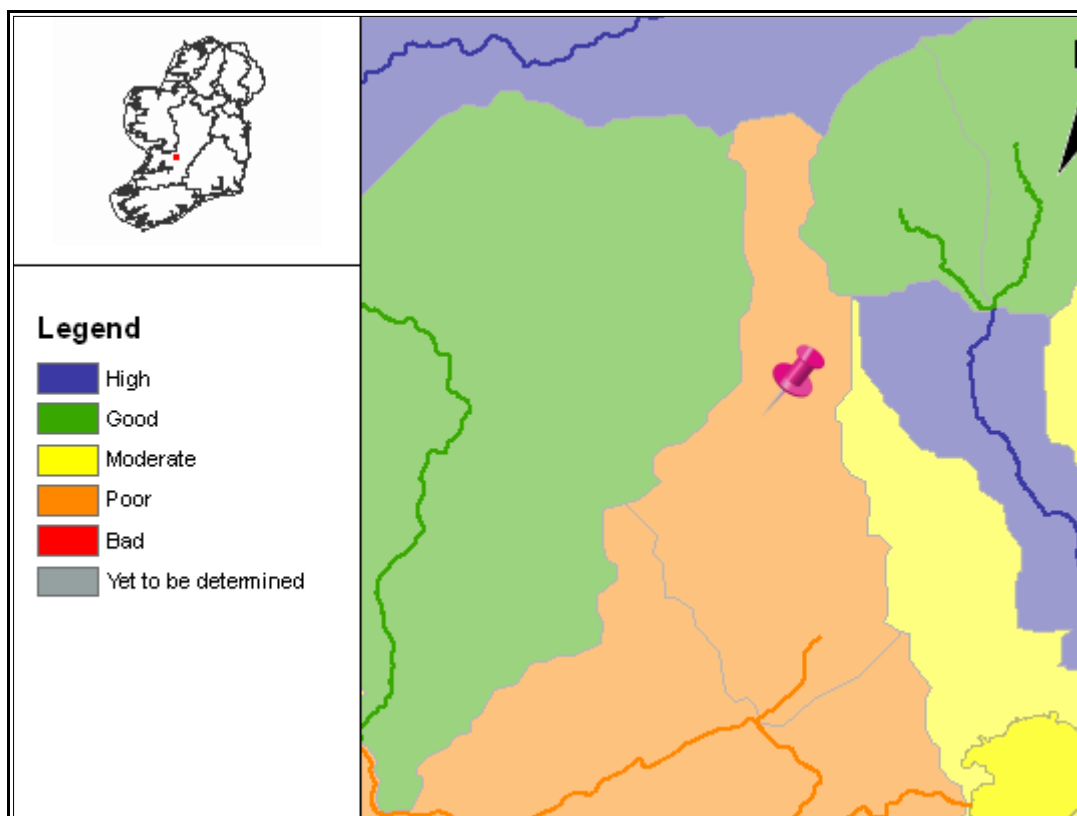 Legend
High
Good
Moderate
Poor
Bad
Yet to be determined